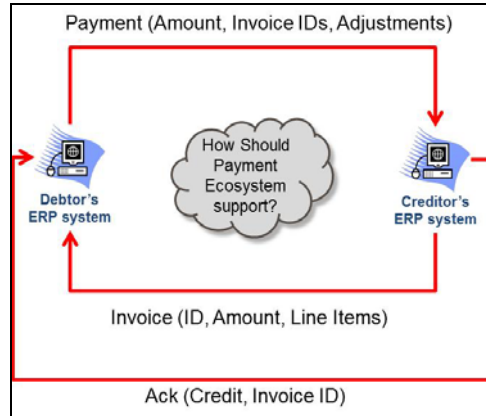 Payment (Amount, Invoice IDs, Adjustments)
How Should
Payment
Ecosystem
support?
Debtor's
ERP system
Creditor's
ERP system
Invoice (ID, Amount, Line Items)
Ack (Credit, Invoice ID)